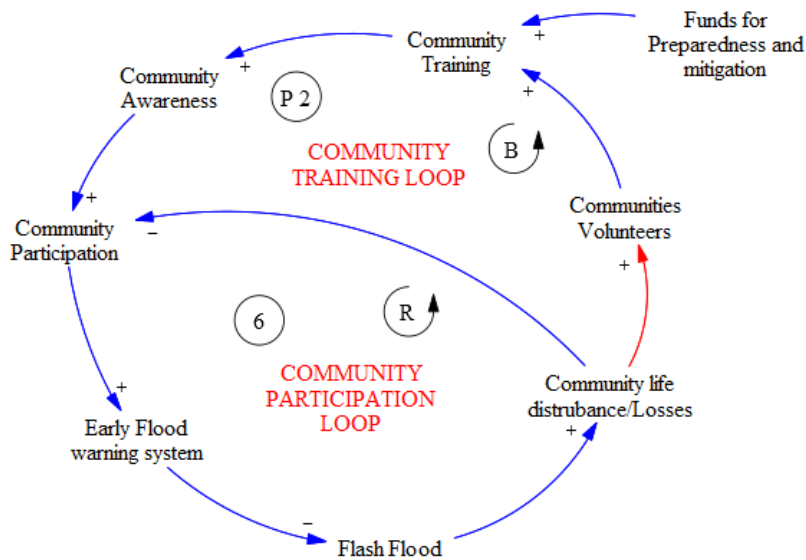 Funds for
Preparedness and
mitigation
+
Community
Training
+
+
Community
Awareness
P 2
B
COMMUNITY
TRAINING LOOP
+
Community
Participation
−
Communities
Volunteers
+
6
R
COMMUNITY
PARTICIPATION
LOOP
Community life
distrubance/Losses
+
+
Early Flood
warning system
−
Flash Flood